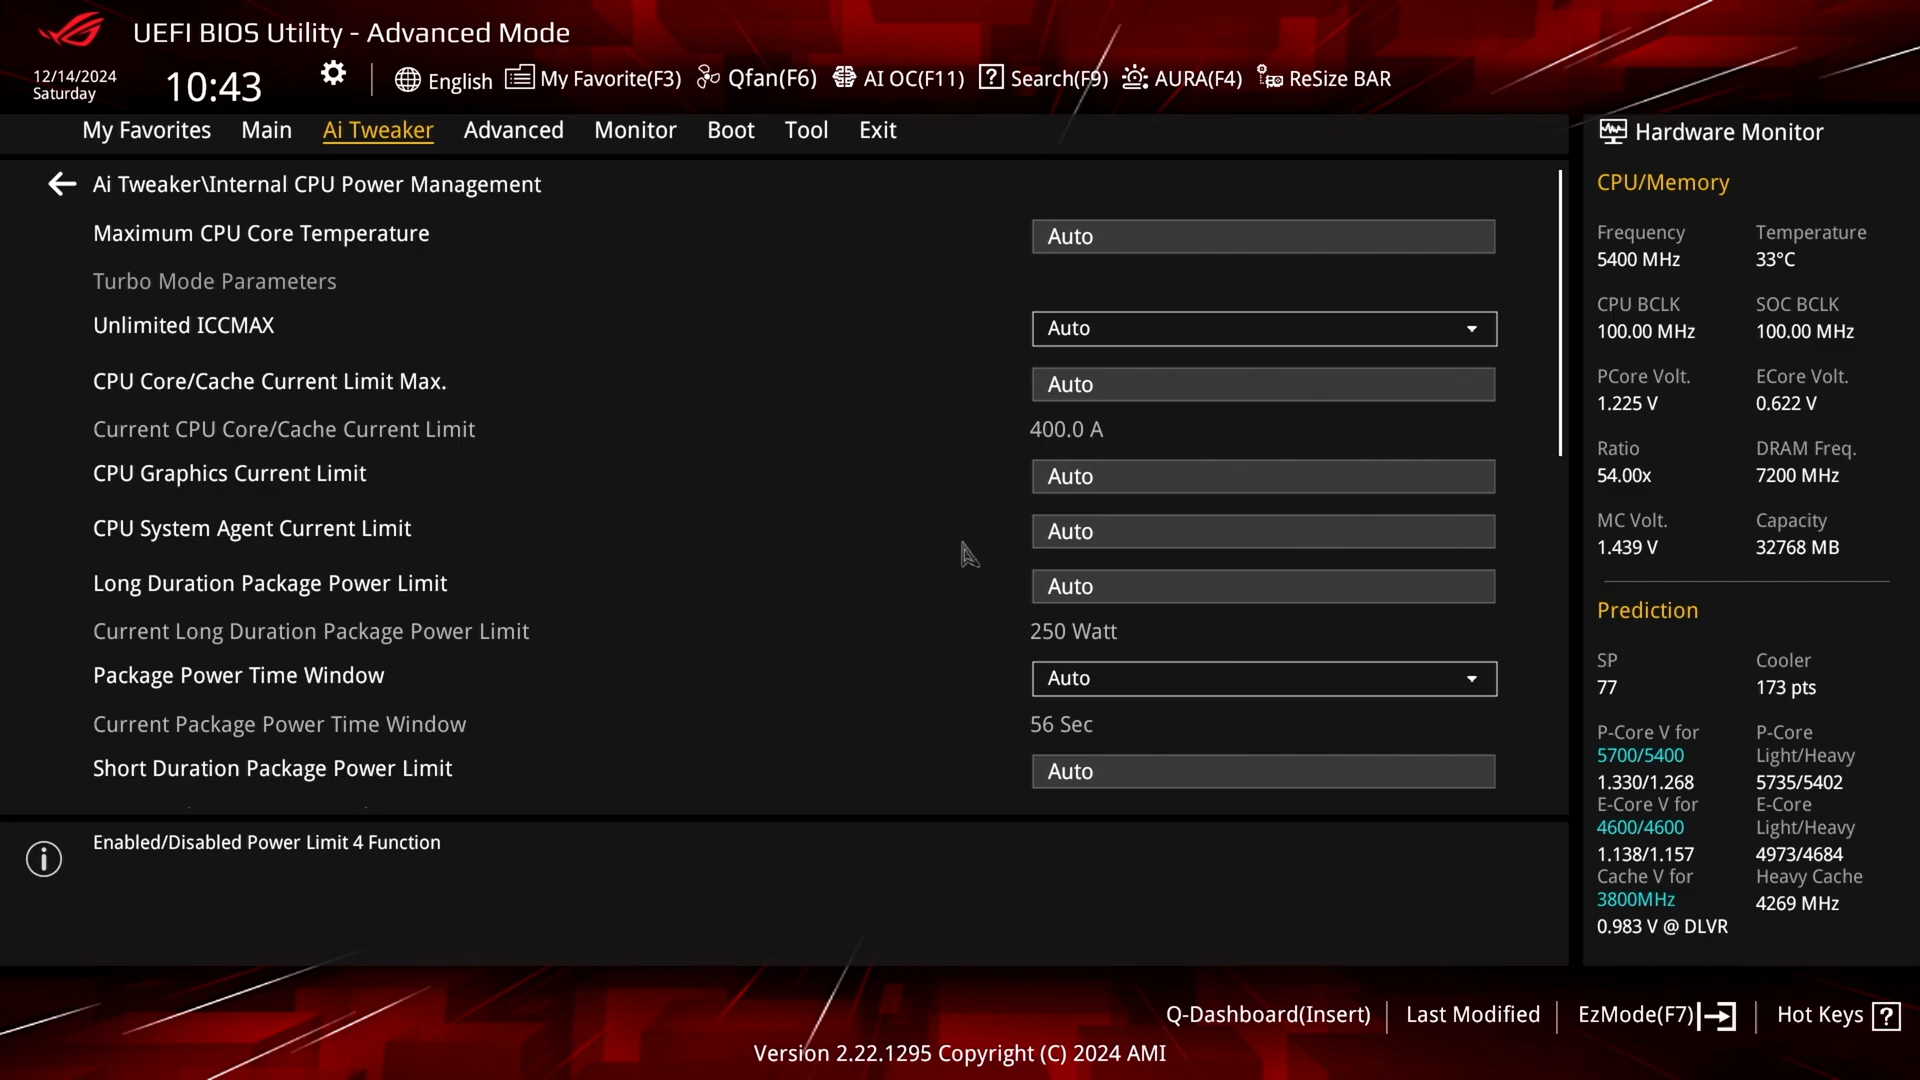 UEFI BIOS Utility - Advanced Mode
12/14/2024
Saturday
10:43
English
My Favorite(F3)
Qfan(F6)
AI OC(F11)
Search(F9)
AURA(F4)
ReSize BAR
My Favorites
Main
Ai Tweaker
Advanced
Monitor
Boot
Tool
Exit
Ai Tweaker\Internal CPU Power Management
Maximum CPU Core Temperature
Auto
Turbo Mode Parameters
Unlimited ICCMAX
Auto
CPU Core/Cache Current Limit Max.
Auto
Current CPU Core/Cache Current Limit
400.0 A
CPU Graphics Current Limit
Auto
CPU System Agent Current Limit
Auto
Long Duration Package Power Limit
Auto
Current Long Duration Package Power Limit
250 Watt
Package Power Time Window
Auto
Current Package Power Time Window
56 Sec
Short Duration Package Power Limit
Auto
Enabled/Disabled Power Limit 4 Function
Hardware Monitor
CPU/Memory
Frequency
Temperature
5400 MHz
33°C
CPU BCLK
SOC BCLK
100.00 MHz
100.00 MHz
PCore Volt.
ECore Volt.
1.225 V
0.622 V
Ratio
DRAM Freq.
54.00x
7200 MHz
MC Volt.
Capacity
1.439 V
32768 MB
Prediction
SP
Cooler
77
173 pts
P-Core V for
P-Core
5700/5400
Light/Heavy
1.330/1.268
5735/5402
E-Core V for
E-Core
4600/4600
Light/Heavy
1.138/1.157
4973/4684
Cache V for
Heavy Cache
3800MHz
4269 MHz
0.983 V @ DLVR
Q-Dashboard(Insert)
Last Modified
EzMode(F7)
Hot Keys ?
Version 2.22.1295 Copyright (C) 2024 AMI